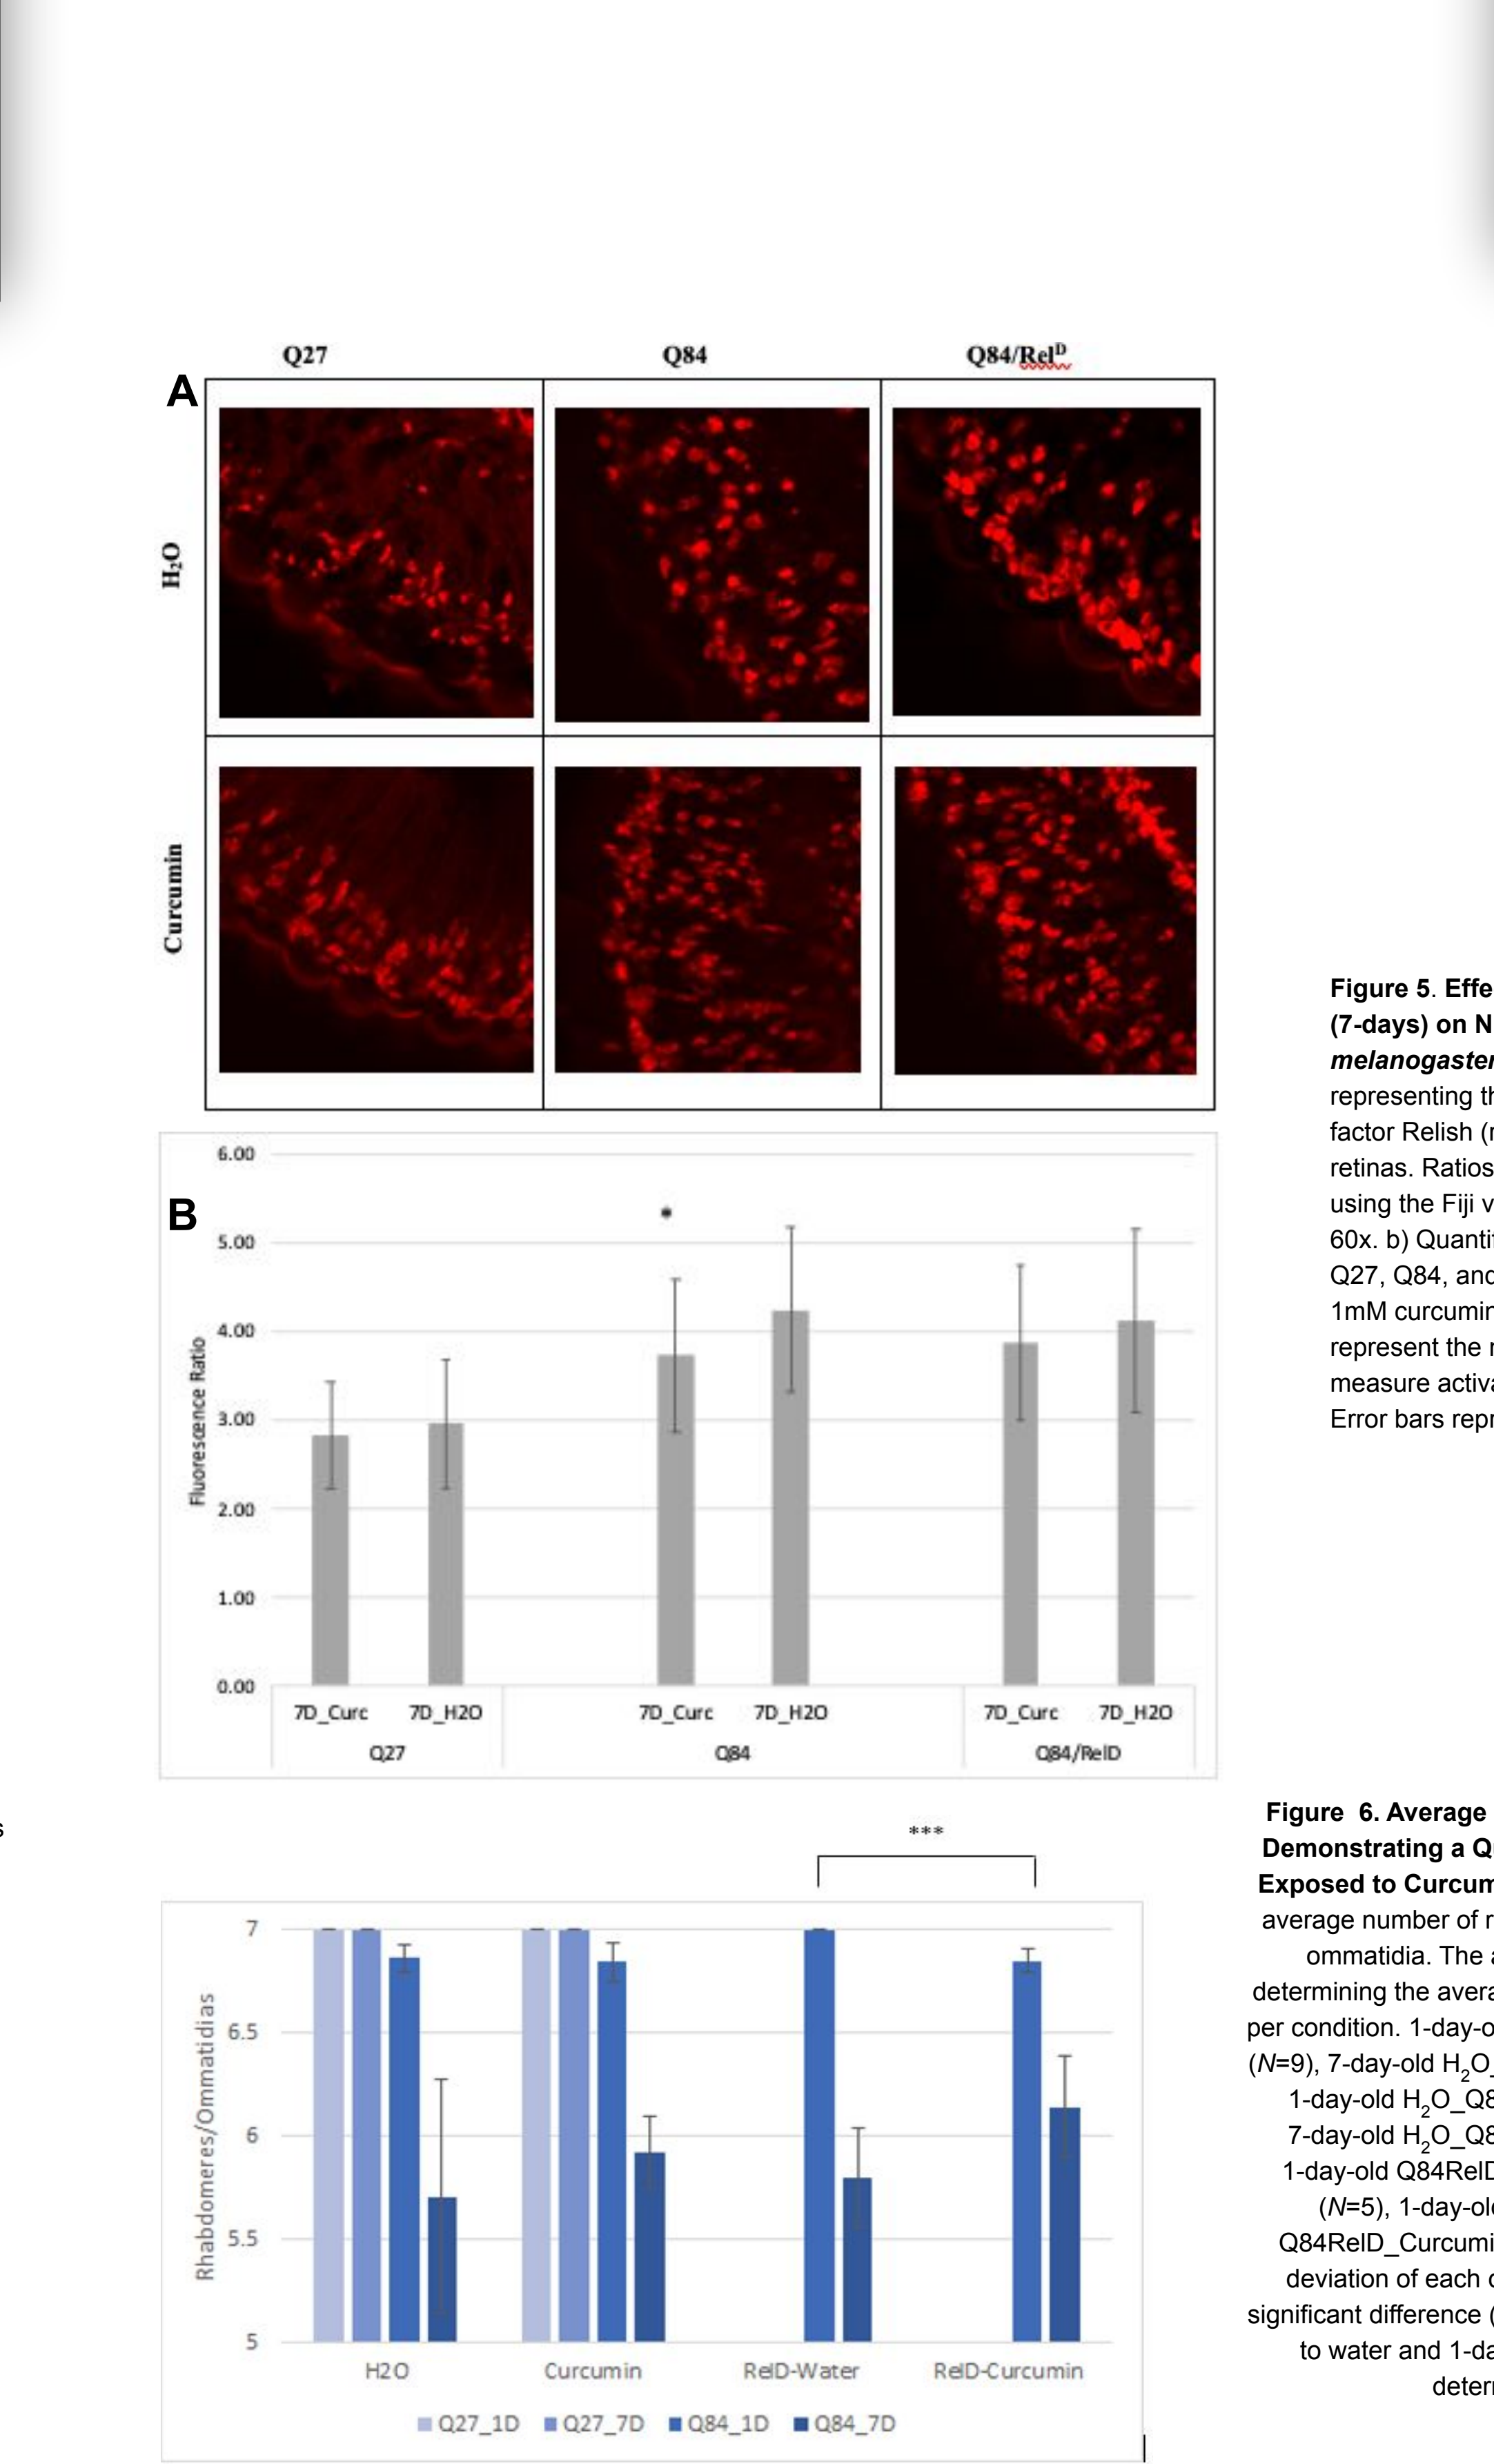 Q27 Q84 Q84/Rel^D
A
H₂O
Curcumin
B
6.00
5.00
4.00
3.00
2.00
1.00
0.00
Fluorescence Ratio
7D_Curc 7D_H2O 7D_Curc 7D_H2O 7D_Curc 7D_H2O
Q27 Q84 Q84/RelD
Figure 5. Effe
(7-days) on N
melanogaster
representing th
factor Relish (r
retinas. Ratios
using the Fiji v
60x. b) Quantif
Q27, Q84, and
1mM curcumin
represent the r
measure activa
Error bars repr
s
***
7
6.5
6
5.5
5
Rhabdomeres/Ommatidias
H2O Curcumin RelD-Water RelD-Curcumin
Q27_1D Q27_7D Q84_1D Q84_7D
Figure 6. Average
Demonstrating a Qu
Exposed to Curcum
average number of r
ommatidia. The a
determining the avera
per condition. 1-day-o
(N=9), 7-day-old H₂O_
1-day-old H₂O_Q8
7-day-old H₂O_Q8
1-day-old Q84RelD
(N=5), 1-day-old
Q84RelD_Curcumi
deviation of each c
significant difference (
to water and 1-da
deterr